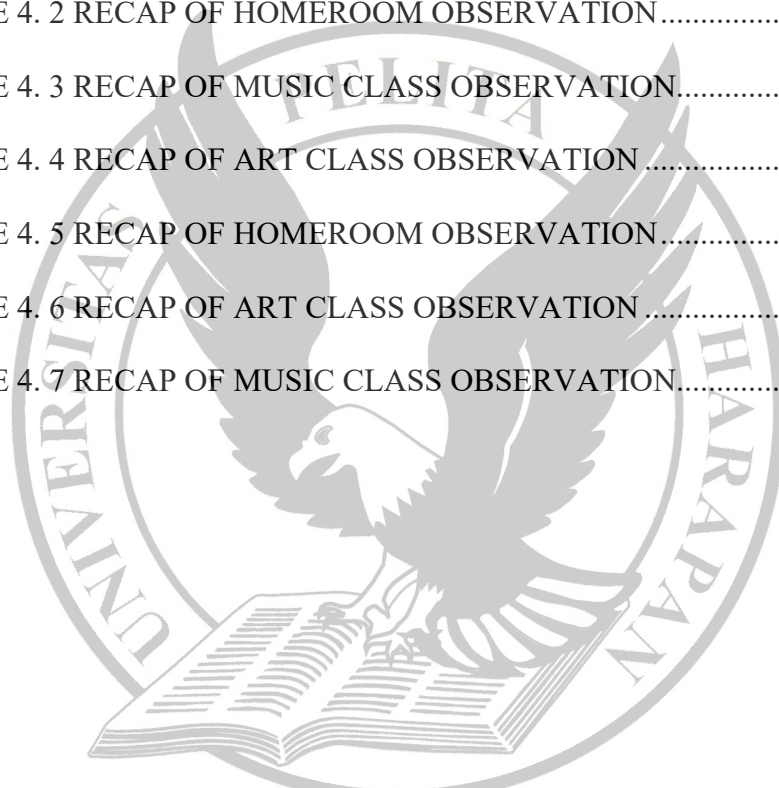 E 4. 2 RECAP OF HOMEROOM OBSERVATION...............
E 4. 3 RECAP OF MUSIC CLASS OBSERVATION.............
E 4. 4 RECAP OF ART CLASS OBSERVATION .................
E 4. 5 RECAP OF HOMEROOM OBSERVATION...............
E 4. 6 RECAP OF ART CLASS OBSERVATION .................
E 4. 7 RECAP OF MUSIC CLASS OBSERVATION.............
UNIVERSITAS PELITA HARAPAN